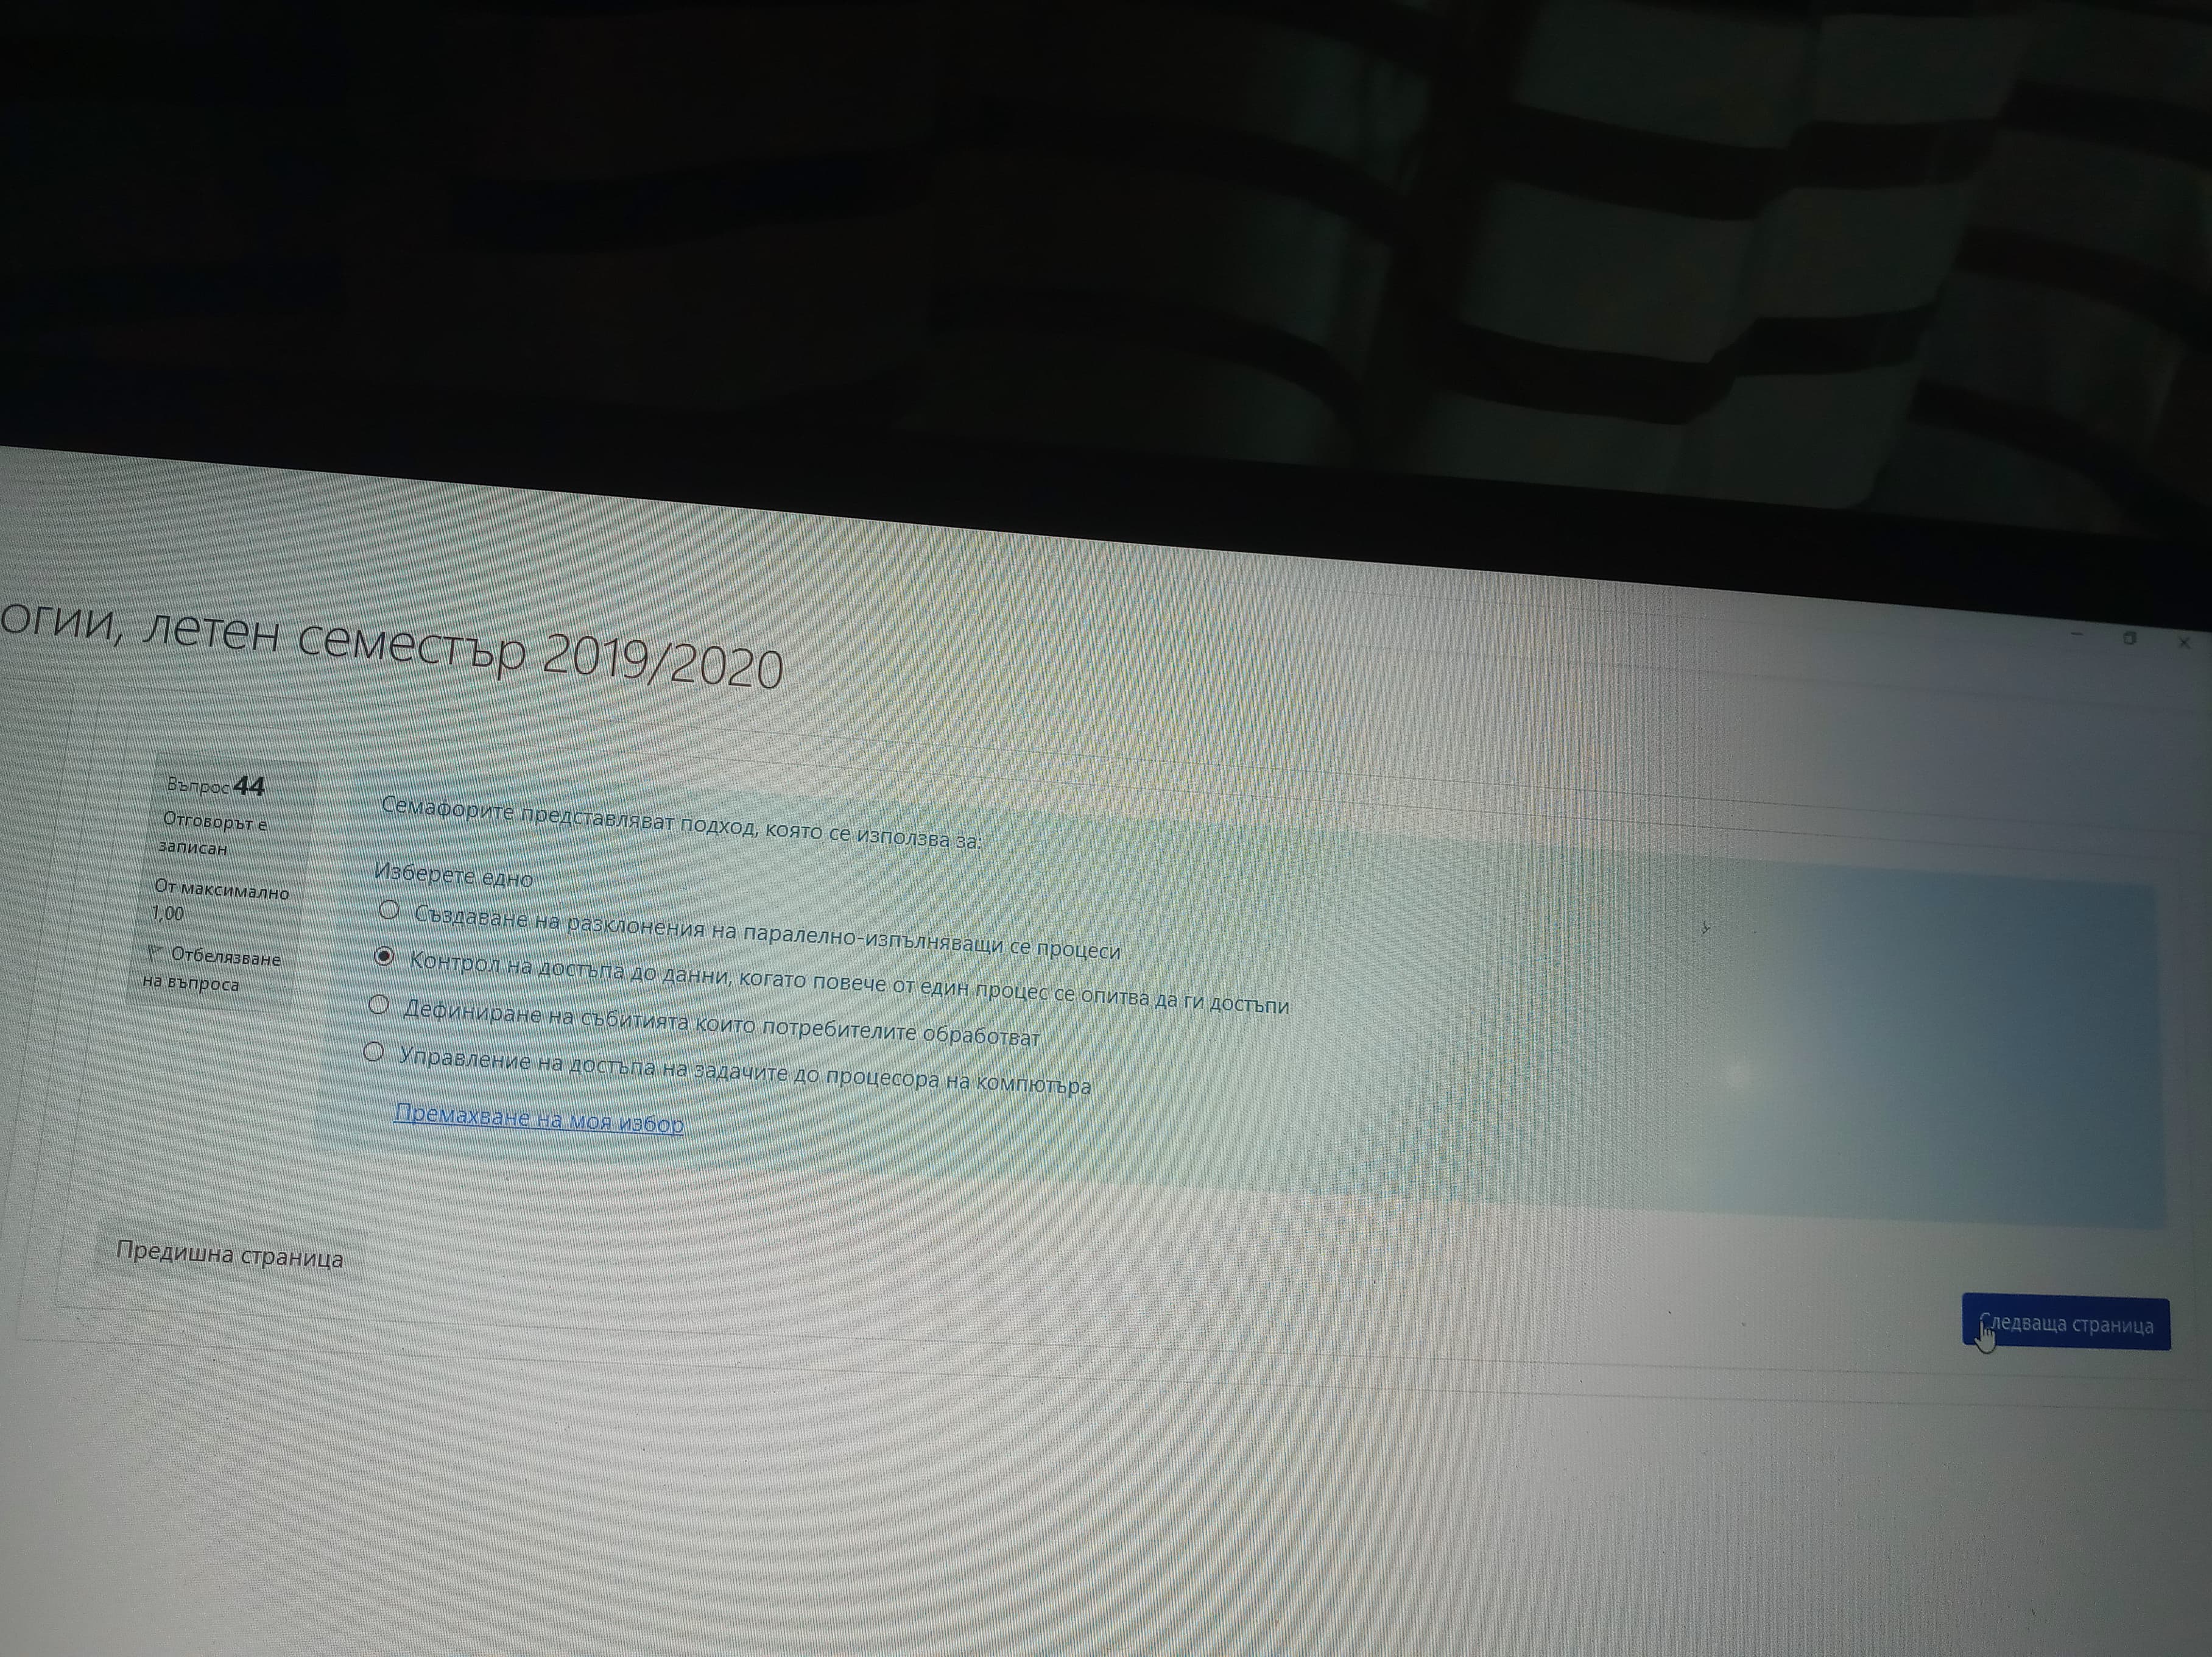 огии, летен семестър 2019/2020
Въпрос 44
Отговорът е
записан
От максимално
1,00
Отбелязване
на въпроса
Семафорите представляват подход, която се използва за:
Изберете едно
Създаване на разклонения на паралелно-изпълняващи се процеси
Контрол на достъпа до данни, когато повече от един процес се опитва да ги достъпи
Дефиниране на събитията които потребителите обработват
Управление на достъпа на задачите до процесора на компютъра
Премахване на моя избор
Предишна страница
Следваща страница